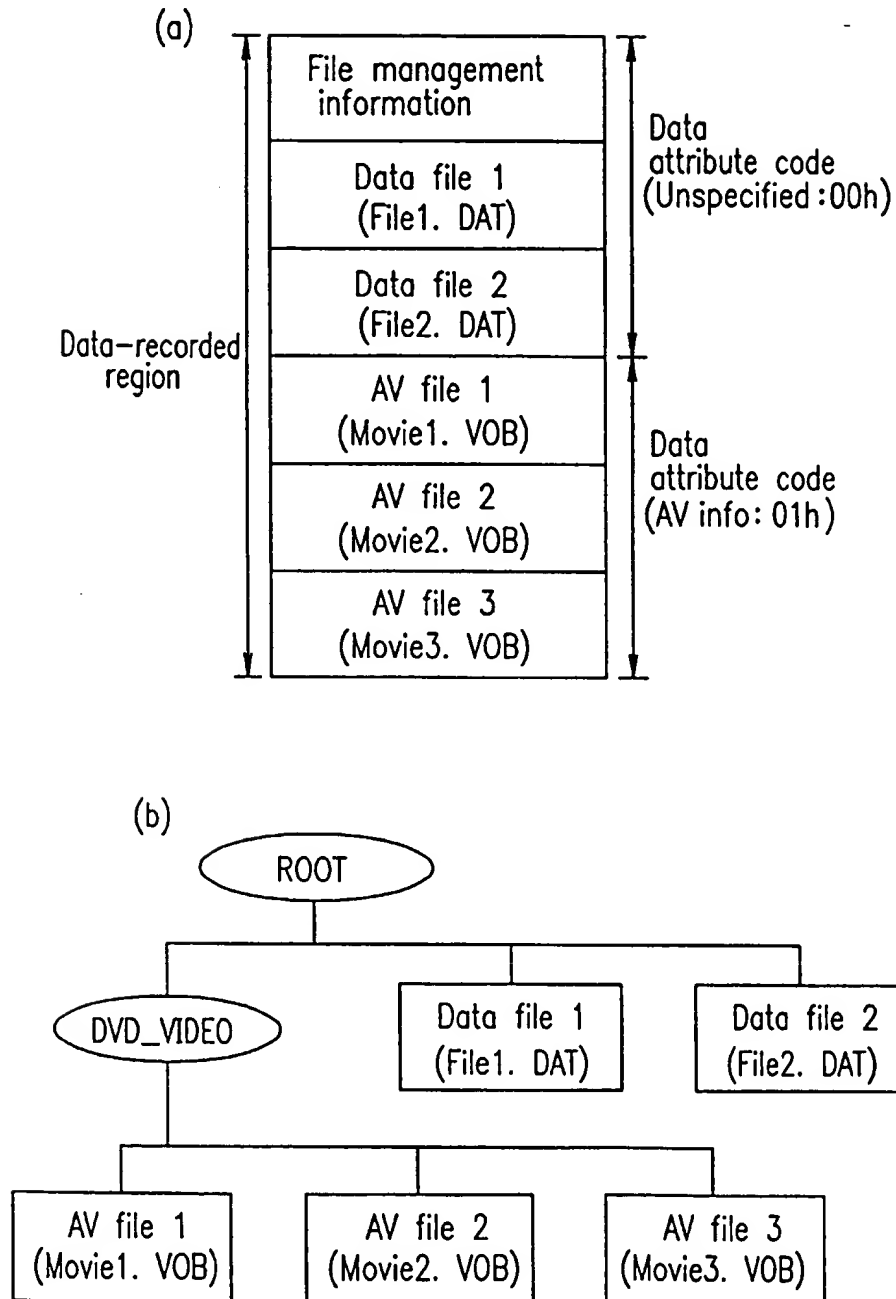 (a)
File management
information
Data file 1
(File1. DAT)
Data file 2
(File2. DAT)
AV file 1
(Movie1. VOB)
AV file 2
(Movie2. VOB)
AV file 3
(Movie3. VOB)
Data-recorded
region
Data
attribute code
(Unspecified :00h)
Data
attribute code
(AV info: 01h)
(b)
ROOT
DVD_VIDEO
Data file 1
(File1. DAT)
Data file 2
(File2. DAT)
AV file 1
(Movie1. VOB)
AV file 2
(Movie2. VOB)
AV file 3
(Movie3. VOB)